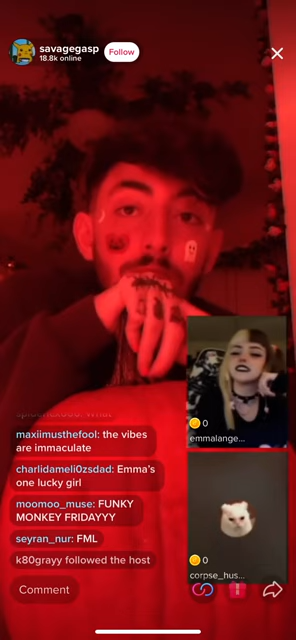 savagegasp
18.8k online
Follow
0
emmalange...
maxiimusthefool: the vibes
are immaculate
charlidameli0zsdad: Emma's
one lucky girl
moomoo_muse: FUNKY
MONKEY FRIDAYYY
seyran_nur: FML
k80grayy followed the host
0
corpse_hus...
Comment